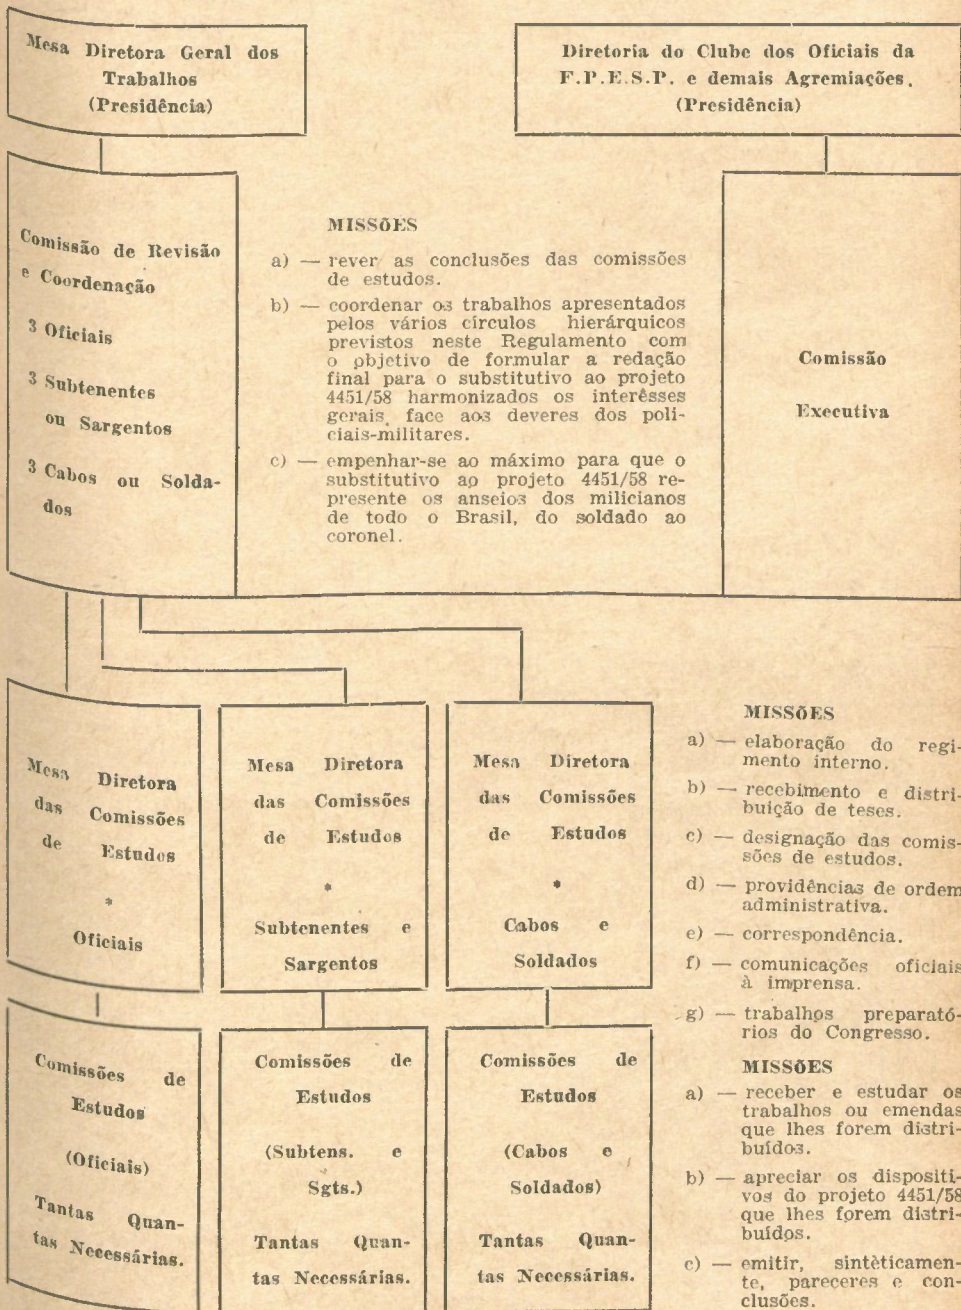 Mesa Diretora Geral dos
Trabalhos
(Presidência)
Diretoria do Clube dos Oficiais da
F.P.E.S.P. e demais Agremiações.
(Presidência)
Comissão de Revisão
e Coordenação
3 Oficiais
3 Subtenentes
ou Sargentos
3 Cabos ou Solda-
dos
MISSÕES
a) — rever as conclusões das comissões
de estudos.
b) — coordenar os trabalhos apresentados
pelos vários círculos hierárquicos
previstos neste Regulamento com
o objetivo de formular a redação
final para o substitutivo ao projeto
4451/58 harmonizados os interêsses
gerais, face aos deveres dos poli-
ciais-militares.
c) — empenhar-se ao máximo para que o
substitutivo ao projeto 4451/58 re-
presente os anseios dos milicianos
de todo o Brasil, do soldado ao
coronel.
Comissão
Executiva
Mesa Diretora
das Comissões
de Estudos
*
Oficiais
Mesa Diretora
das Comissões
de Estudos
*
Subtenentes e
Sargentos
Mesa Diretora
das Comissões
de Estudos
*
Cabos e
Soldados
MISSÕES
a) — elaboração do regi-
mento interno.
b) — recebimento e distri-
buição de teses.
c) — designação das comis-
sões de estudos.
d) — providências de ordem
administrativa.
e) — correspondência.
f) — comunicações oficiais
à imprensa.
g) — trabalhos preparató-
rios do Congresso.
Comissões de
Estudos
(Oficiais)
Tantas Quan-
tas Necessárias.
Comissões de
Estudos
(Subtens. e
Sgts.)
Tantas Quan-
tas Necessárias.
Comissões de
Estudos
(Cabos e
Soldados)
Tantas Quan-
tas Necessárias.
MISSÕES
a) — receber e estudar os
trabalhos ou emendas
que lhes forem distri-
buídos.
b) — apreciar os dispositi-
vos do projeto 4451/58
que lhes forem distri-
buídos.
c) — emitir, sintèticamen-
te, pareceres e con-
clusões.